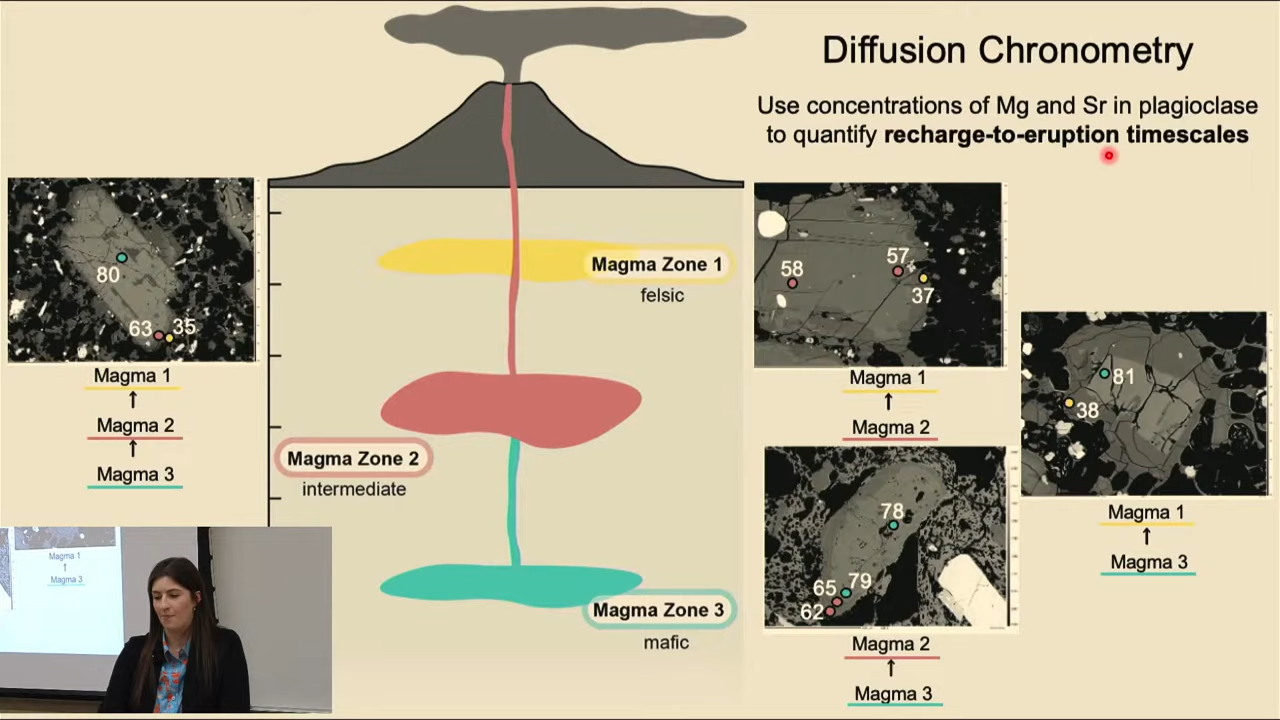 Diffusion Chronometry
Use concentrations of Mg and Sr in plagioclase
to quantify recharge-to-eruption timescales
80
63
35
Magma 1
Magma 2
Magma 3
Magma Zone 1
felsic
Magma Zone 2
intermediate
Magma Zone 3
mafic
58
57
37
Magma 1
Magma 2
81
38
Magma 1
Magma 3
78
79
65
62
Magma 2
Magma 3
Magma 1
Magma 3